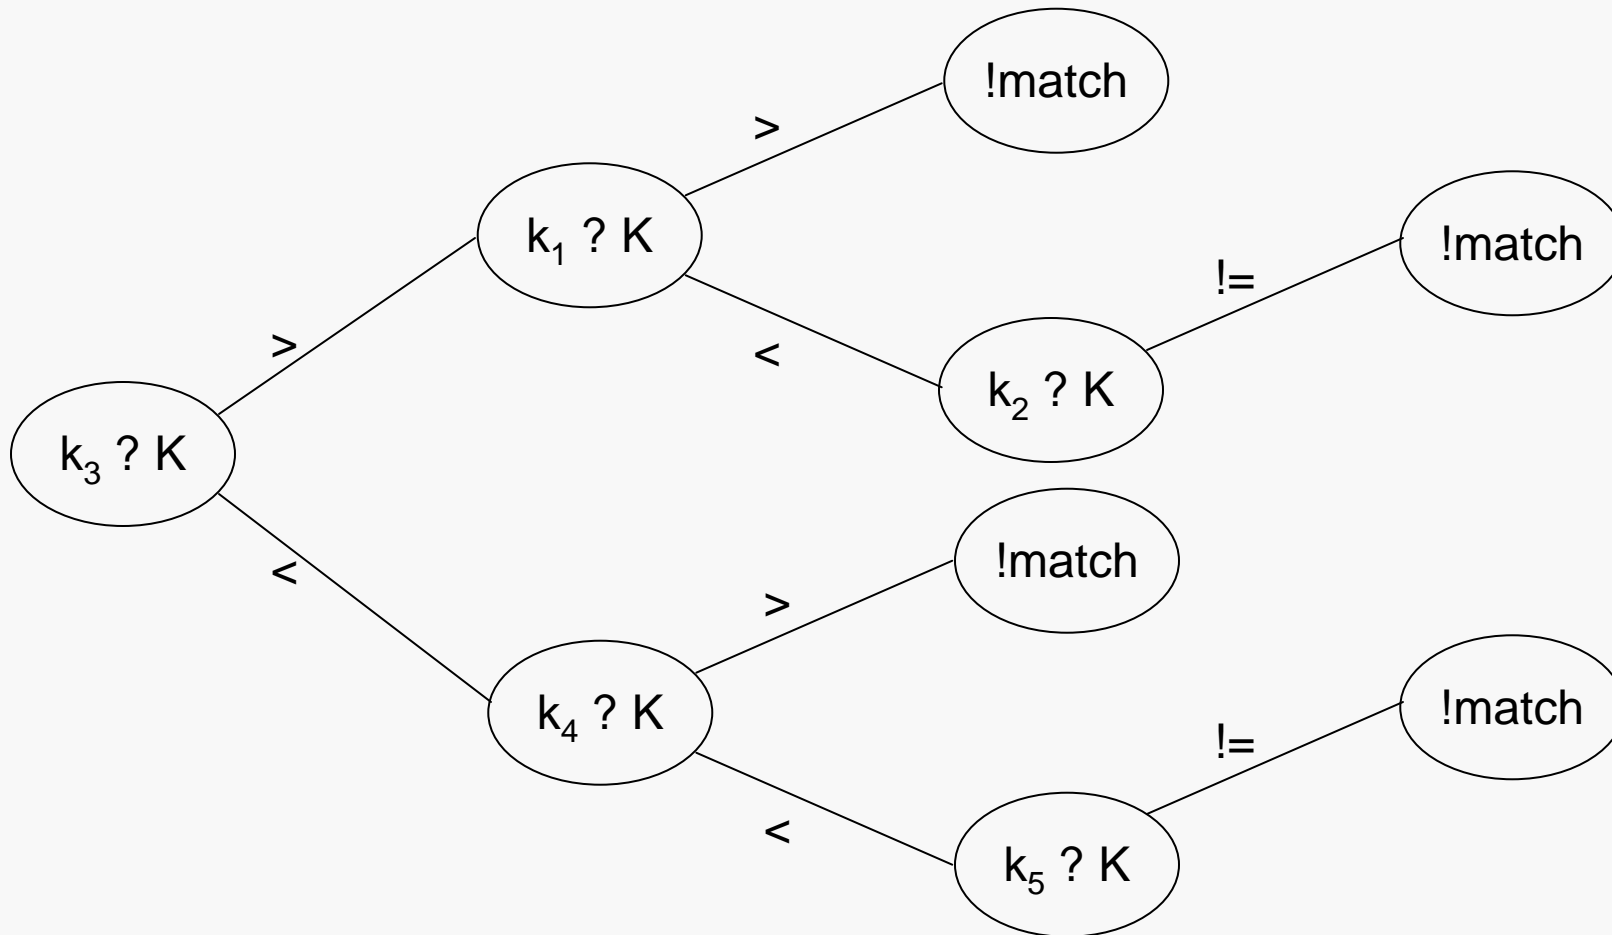 !match
>
k₁ ? K
!match
!=
>
<
k₂ ? K
k₃ ? K
!match
<
>
k₄ ? K
!match
!=
<
k₅ ? K